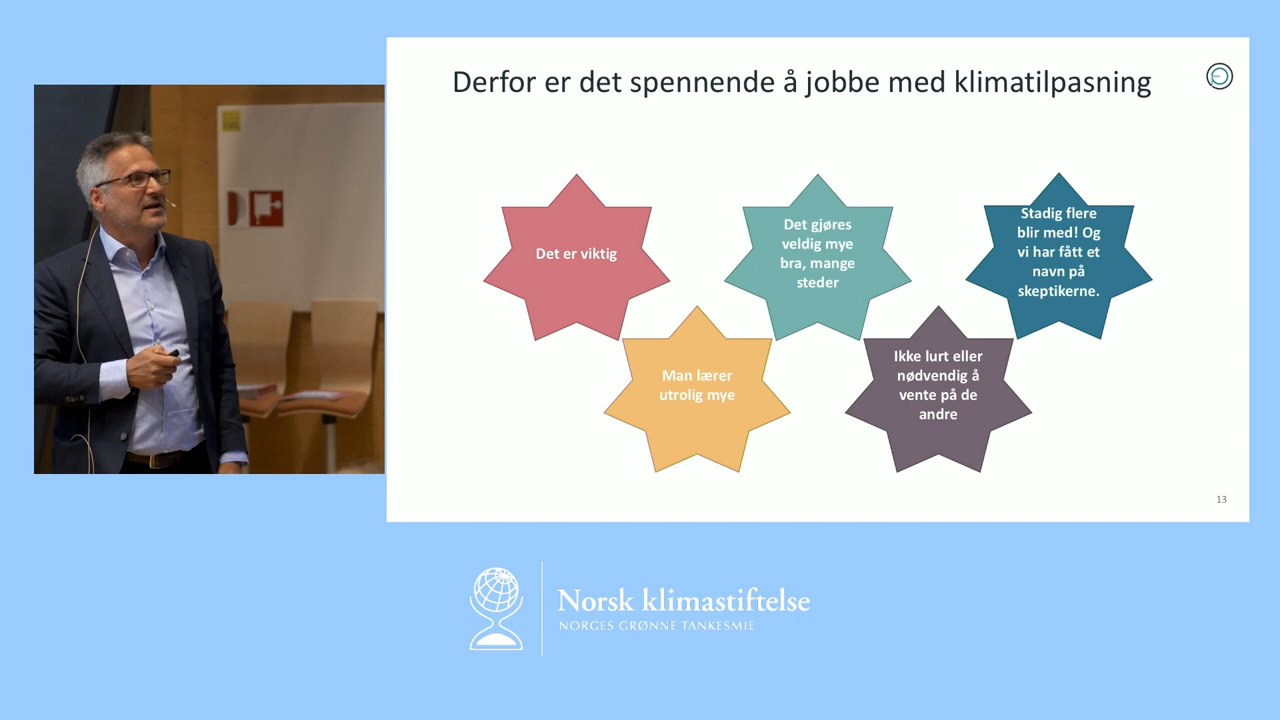 Derfor er det spennende å jobbe med klimatilpasning
Det er viktig
Det gjøres
veldig mye
bra, mange
steder
Stadig flere
blir med! Og
vi har fått et
navn på
skeptikerne.
Man lærer
utrolig mye
Ikke lurt eller
nødvendig å
vente på de
andre
13
Norsk klimastiftelse
NORGES GRØNNE TANKESMIE